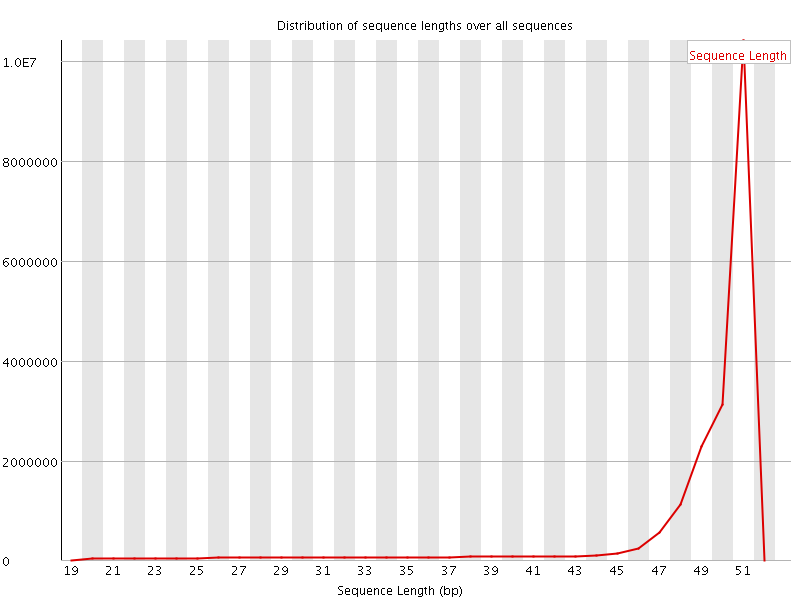 Distribution of sequence lengths over all sequences
Sequence Length
1.0E7
8000000
6000000
4000000
2000000
0
19 21 23 25 27 29 31 33 35 37 39 41 43 45 47 49 51
Sequence Length (bp)